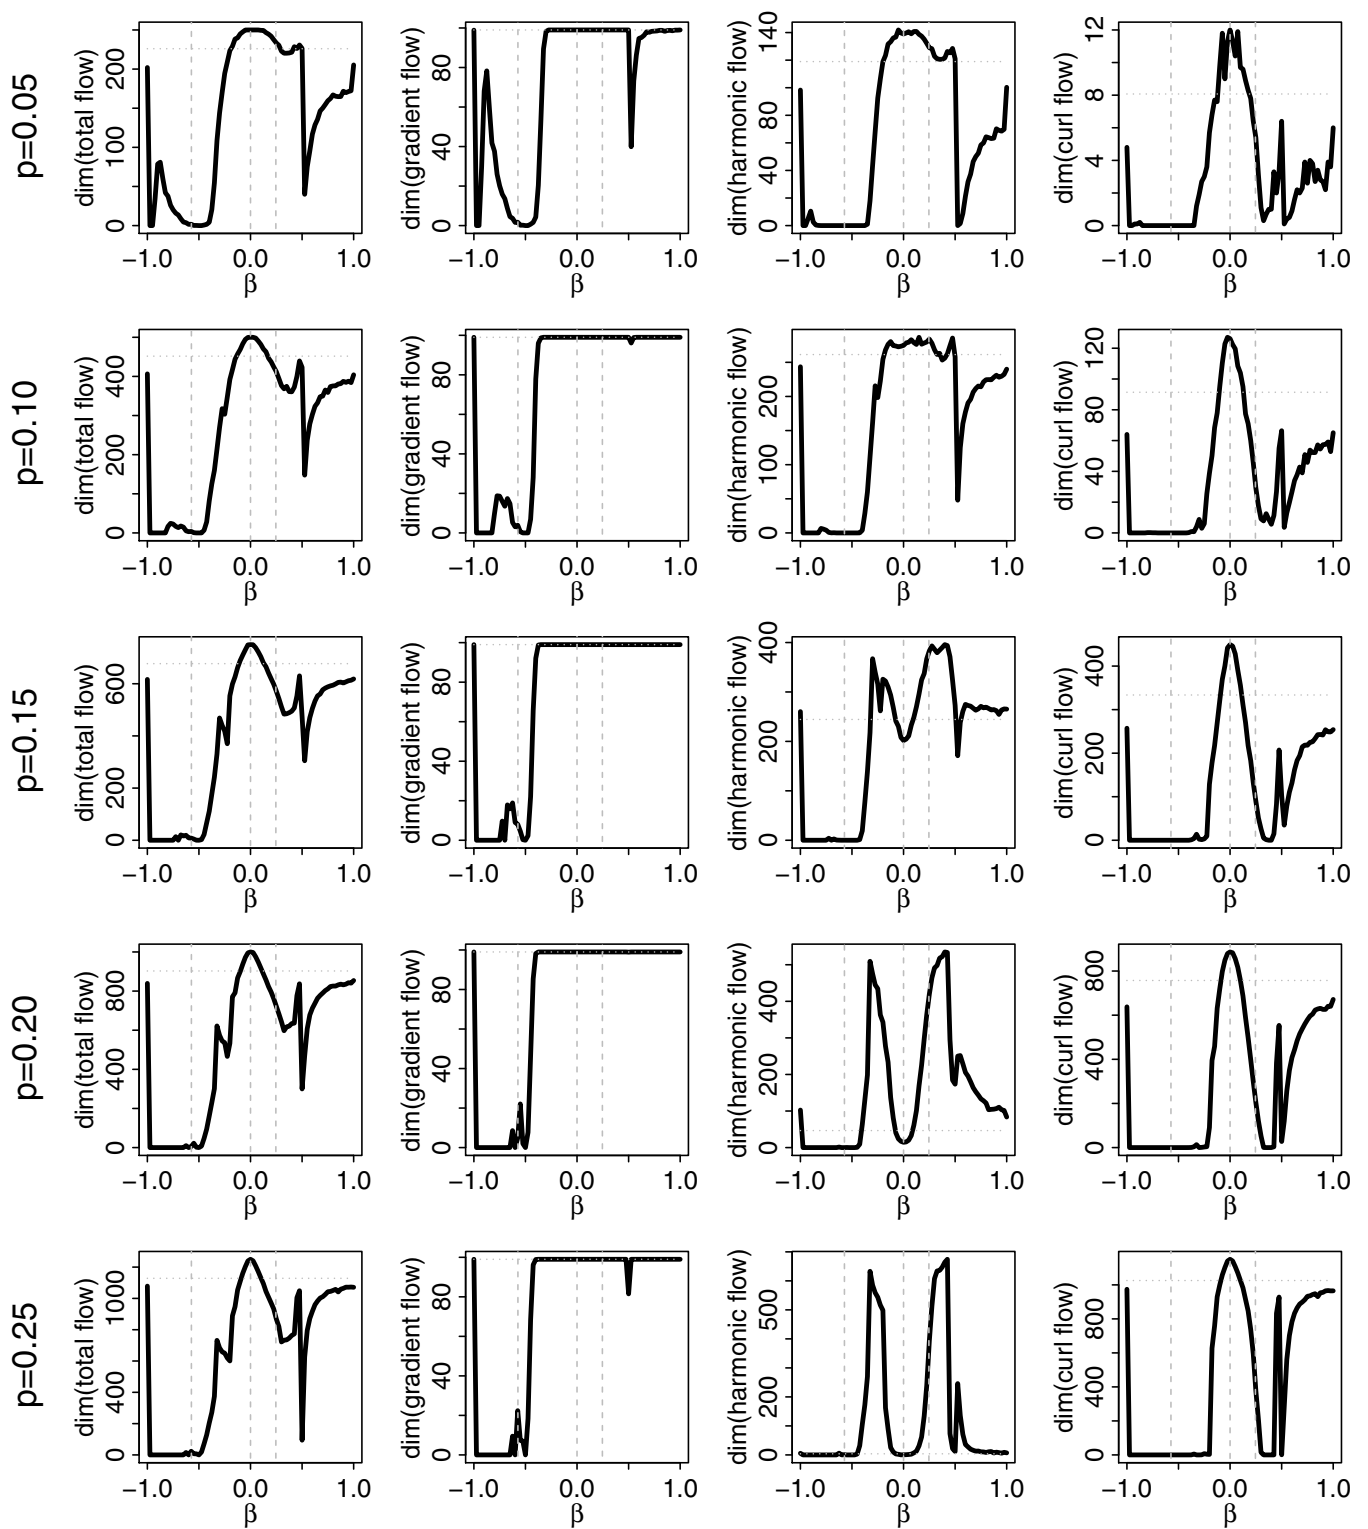 p=0.05
dim(total flow)
0 100 200
−1.0 0.0 1.0
β
dim(gradient flow)
0 40 80
−1.0 0.0 1.0
β
dim(harmonic flow)
0 40 80 140
−1.0 0.0 1.0
β
dim(curl flow)
0 4 8 12
−1.0 0.0 1.0
β
p=0.10
dim(total flow)
0 200 400
−1.0 0.0 1.0
β
dim(gradient flow)
0 40 80
−1.0 0.0 1.0
β
dim(harmonic flow)
0 100 200
−1.0 0.0 1.0
β
dim(curl flow)
0 40 80 120
−1.0 0.0 1.0
β
p=0.15
dim(total flow)
0 200 600
−1.0 0.0 1.0
β
dim(gradient flow)
0 40 80
−1.0 0.0 1.0
β
dim(harmonic flow)
0 200 400
−1.0 0.0 1.0
β
dim(curl flow)
0 200 400
−1.0 0.0 1.0
β
p=0.20
dim(total flow)
0 400 800
−1.0 0.0 1.0
β
dim(gradient flow)
0 40 80
−1.0 0.0 1.0
β
dim(harmonic flow)
0 200 400
−1.0 0.0 1.0
β
dim(curl flow)
0 400 800
−1.0 0.0 1.0
β
p=0.25
dim(total flow)
0 400 1000
−1.0 0.0 1.0
β
dim(gradient flow)
0 40 80
−1.0 0.0 1.0
β
dim(harmonic flow)
0 200 500
−1.0 0.0 1.0
β
dim(curl flow)
0 400 800
−1.0 0.0 1.0
β